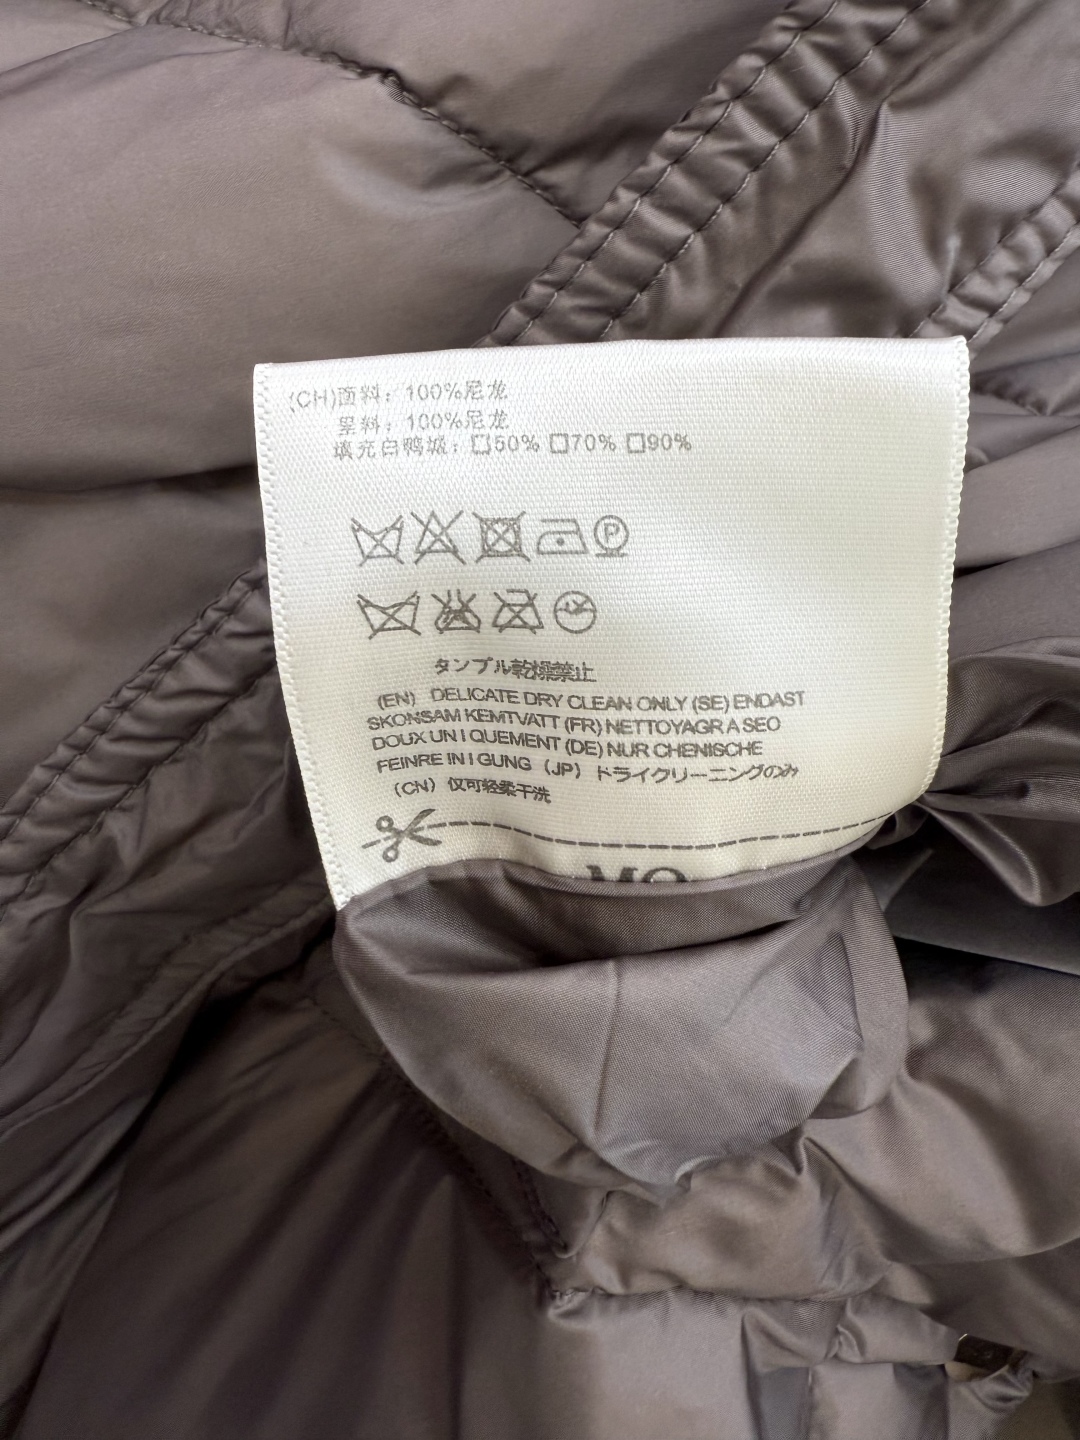 (CH)面料：100%尼龙
里料：100%尼龙
填充白鸭绒：☐50% ☐70% ☐90%
P
タンプル乾燥禁止
(EN) DELICATE DRY CLEAN ONLY (SE) ENDAST
SKONSAM KEMTVATT (FR) NETTOYAGR A SEO
DOUX UN I QUEMENT (DE) NUR CHENISCHE
FEINRE IN I GUNG (JP) ドライクリーニングのみ
(CN) 仅可轻柔干洗